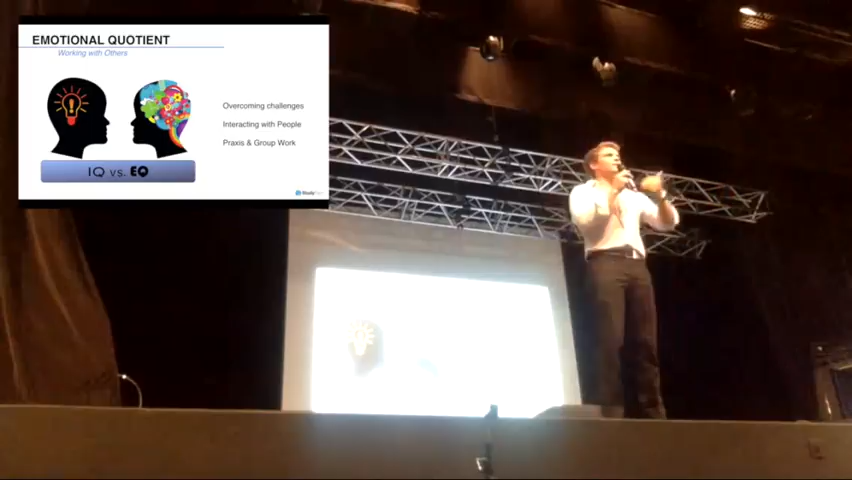 EMOTIONAL QUOTIENT
Working with Others
Overcoming challenges
Interacting with People
Praxis & Group Work
IQ vs. EQ